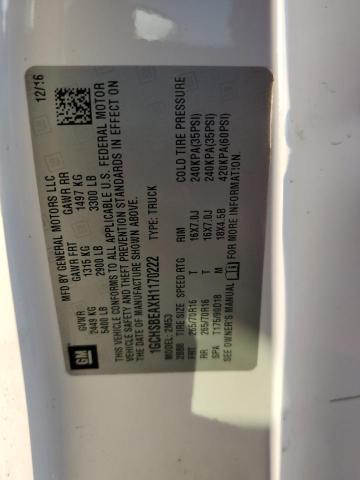 12/16
MFD BY GENERAL MOTORS LLC
GVWR GAWR FRT GAWR RR
2449 KG 1315 KG 1497 KG
5400 LB 2900 LB 3300 LB
THIS VEHICLE CONFORMS TO ALL APPLICABLE U.S. FEDERAL MOTOR
VEHICLE SAFETY AND THEFT PREVENTION STANDARDS IN EFFECT ON
THE DATE OF MANUFACTURE SHOWN ABOVE.
1GCHSBEAXH1170222 TYPE: TRUCK
GM
MODEL: 2M53
TIRE SIZE SPEED RTG RIM COLD TIRE PRESSURE
FRT 265/70R16 T 16X7.0J 240KPA(35PSI)
RR 265/70R16 T 16X7.0J 240KPA(35PSI)
SPA T175/90D18 M 18X4.5B 420KPA(60PSI)
SEE OWNER'S MANUAL FOR MORE INFORMATION.